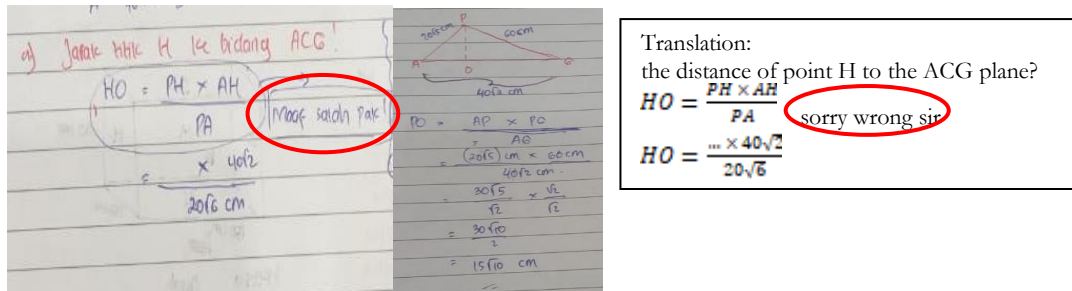 a) Jarak titik H ke bidang ACG!
HO = PH × AH / PA
Maaf salah Pak!
= × 40√2 / 20√6 cm
P
20√5 cm
60 cm
A
O
G
40√2 cm
PO = AP × PG / AG
= (20√5) cm × 60 cm / 40√2 cm
= 30√5 / √2 × √2 / √2
= 30√10 / 2
= 15√10 cm
Translation:
the distance of point H to the ACG plane?
HO = PH × AH / PA
sorry wrong sir
HO = ... × 40√2 / 20√6